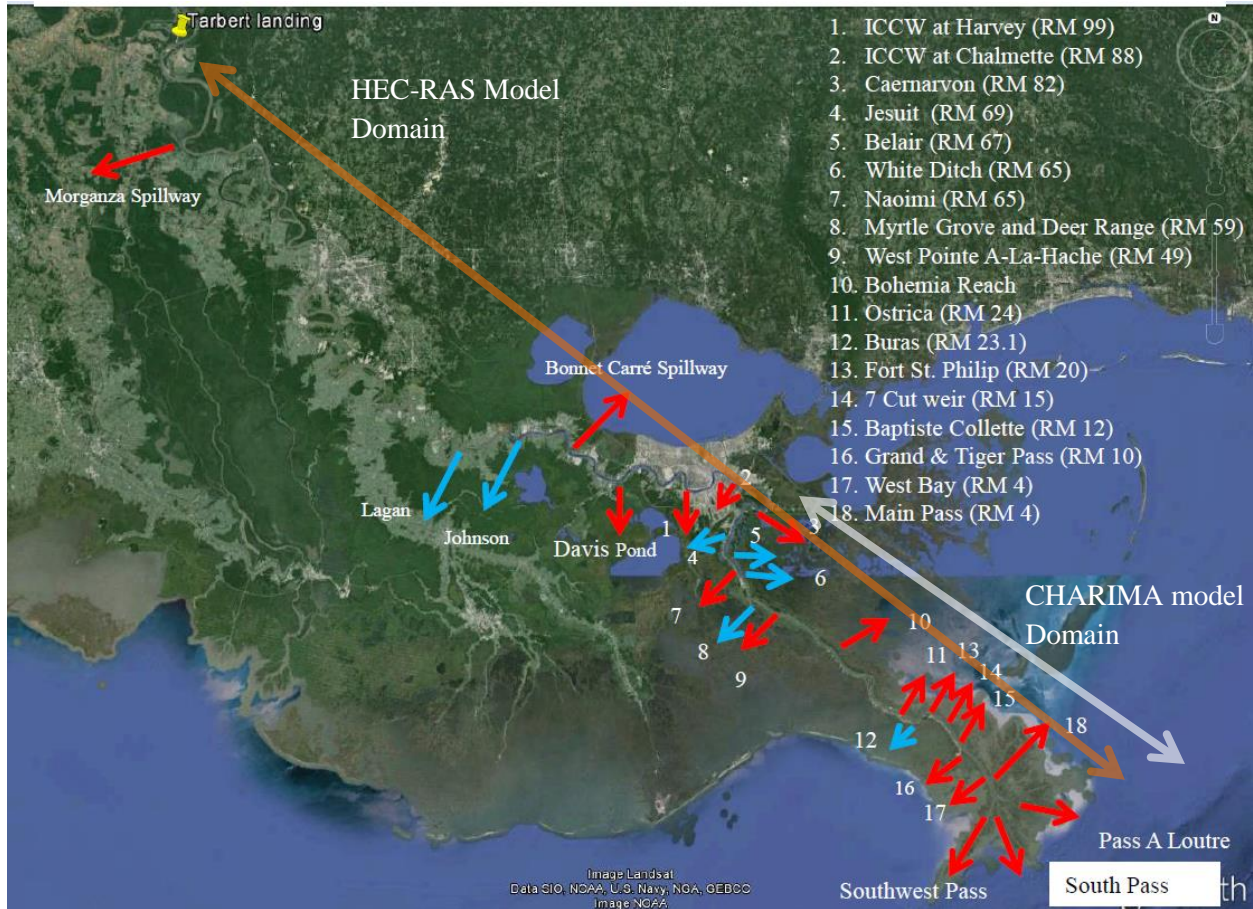 Tarbert landing
HEC-RAS Model
Domain
Morganza Spillway
1. ICCW at Harvey (RM 99)
2. ICCW at Chalmette (RM 88)
3. Caernarvon (RM 82)
4. Jesuit (RM 69)
5. Belair (RM 67)
6. White Ditch (RM 65)
7. Naoimi (RM 65)
8. Myrtle Grove and Deer Range (RM 59)
9. West Pointe A-La-Hache (RM 49)
10. Bohemia Reach
11. Ostrica (RM 24)
12. Buras (RM 23.1)
13. Fort St. Philip (RM 20)
14. 7 Cut weir (RM 15)
15. Baptiste Collette (RM 12)
16. Grand & Tiger Pass (RM 10)
17. West Bay (RM 4)
18. Main Pass (RM 4)
N
Bonnet Carré Spillway
Lagan
Johnson
Davis Pond
1
2
3
4
5
6
7
8
9
CHARIMA model
Domain
10
11
13
14
15
18
12
16
17
Pass A Loutre
Southwest Pass
South Pass
Image Landsat
Data SIO, NOAA, U.S. Navy, NGA, GEBCO
Image NOAA